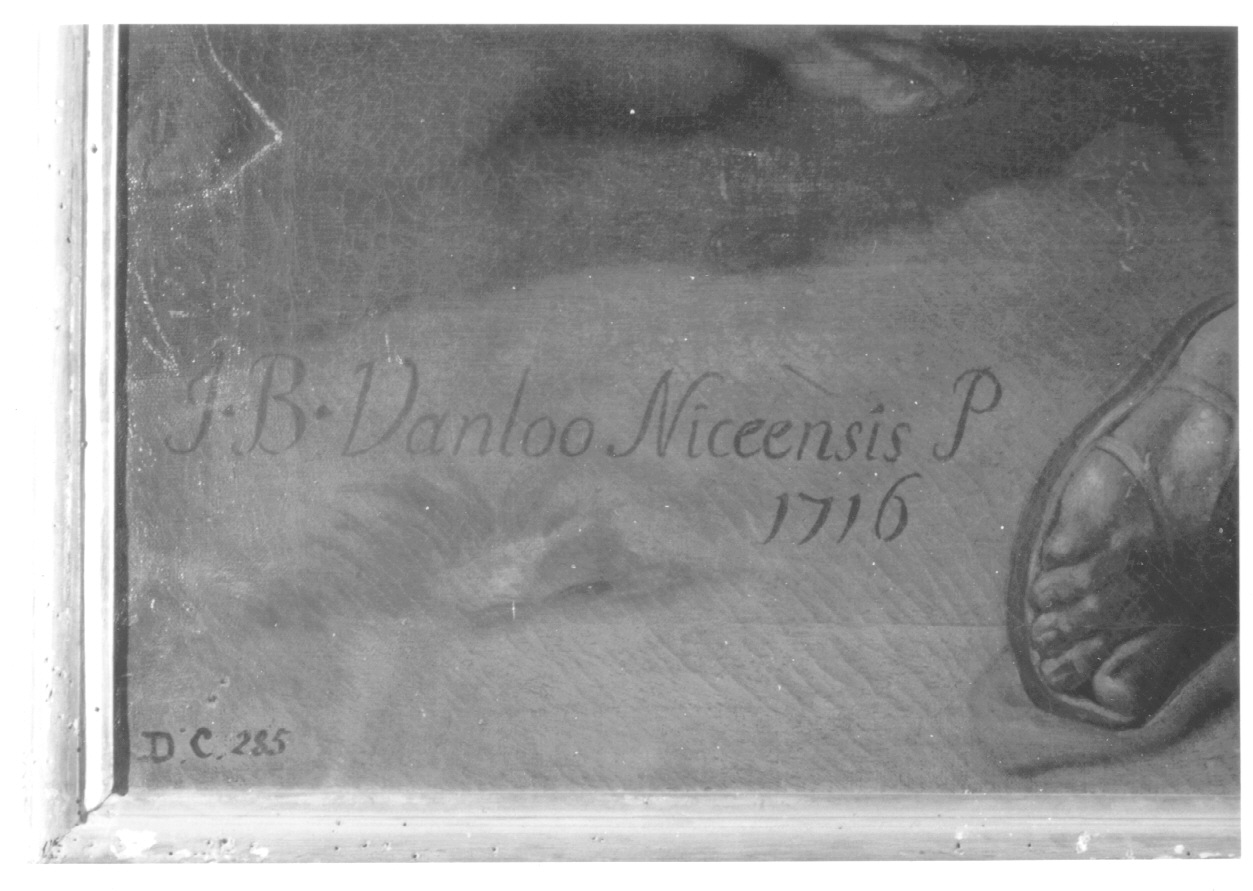 J·B·Vanloo Niceensis P
1716
D.C. 285